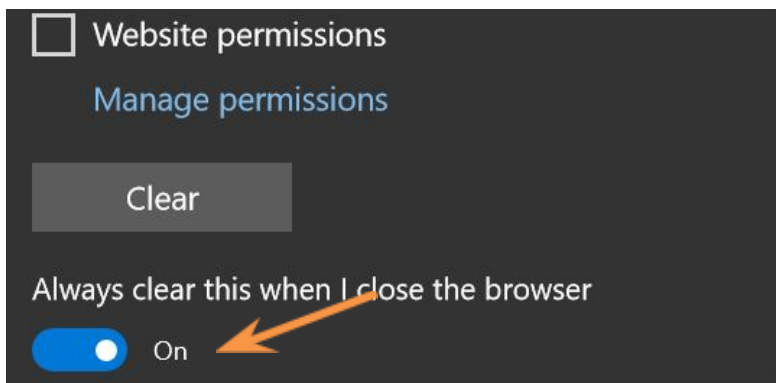 Website permissions
Manage permissions
Clear
Always clear this when I close the browser
On